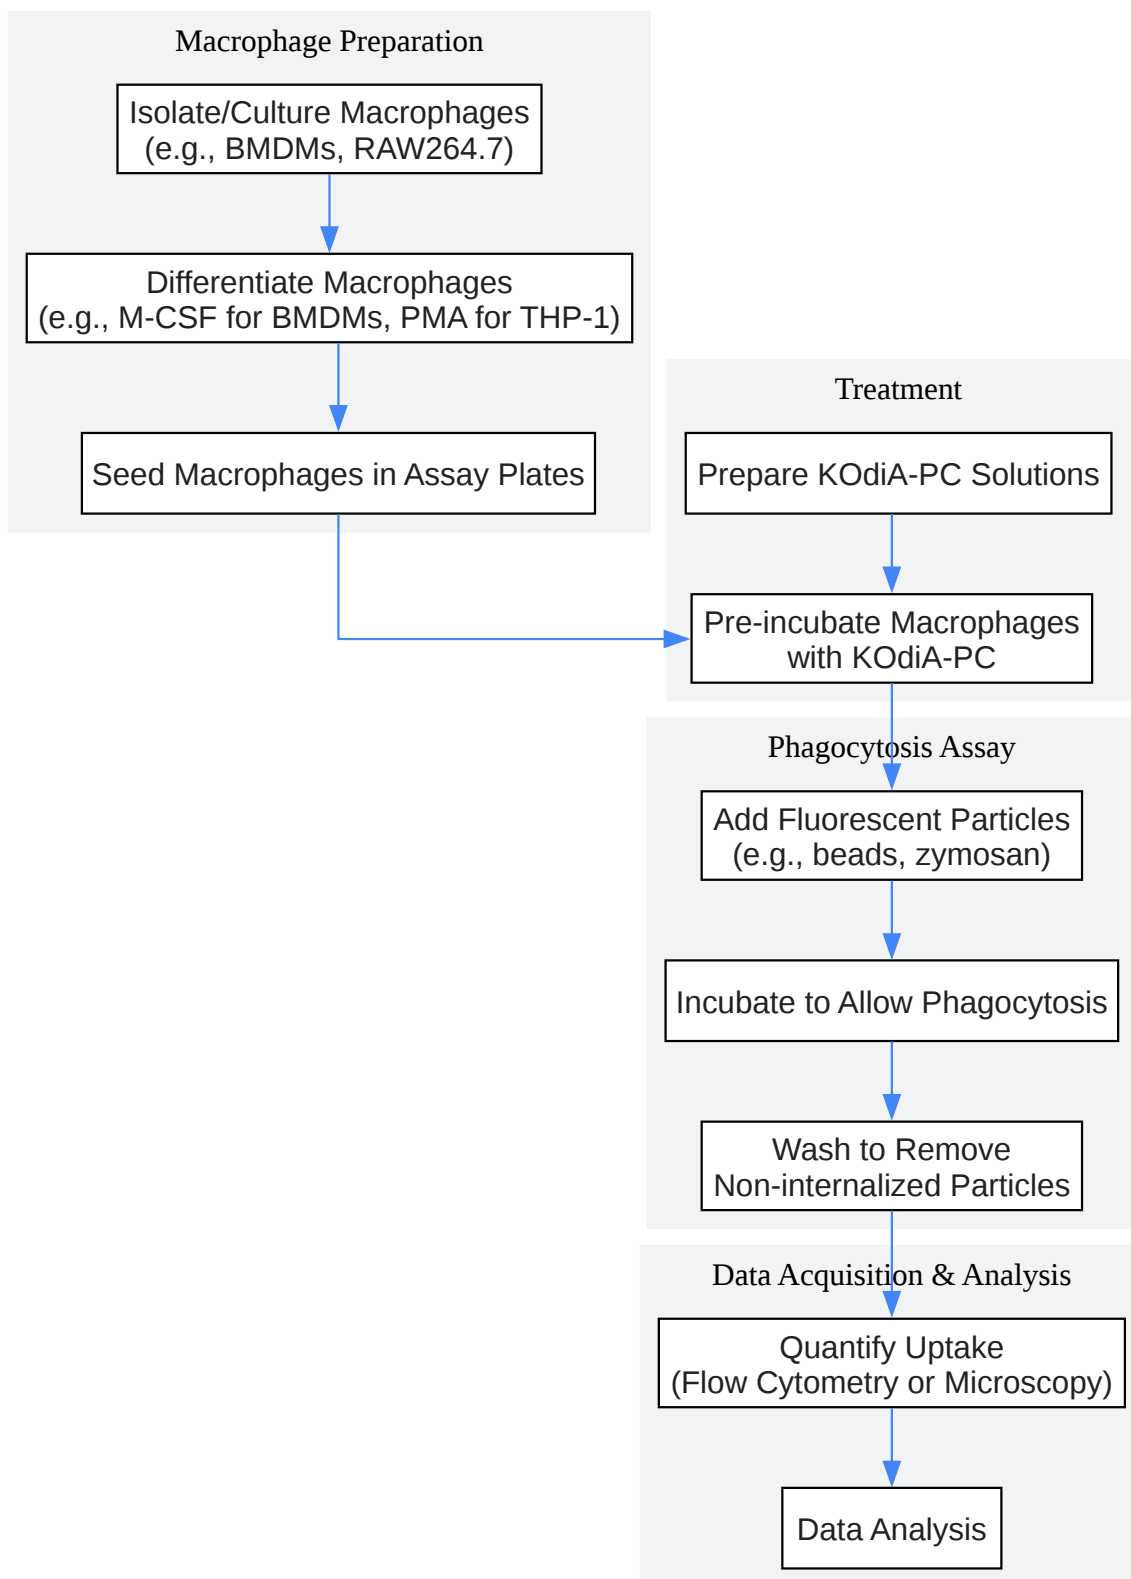 Macrophage Preparation
Isolate/Culture Macrophages
(e.g., BMDMs, RAW264.7)
Differentiate Macrophages
(e.g., M-CSF for BMDMs, PMA for THP-1)
Seed Macrophages in Assay Plates
Treatment
Prepare KOdiA-PC Solutions
Pre-incubate Macrophages
with KOdiA-PC
Phagocytosis Assay
Add Fluorescent Particles
(e.g., beads, zymosan)
Incubate to Allow Phagocytosis
Wash to Remove
Non-internalized Particles
Data Acquisition & Analysis
Quantify Uptake
(Flow Cytometry or Microscopy)
Data Analysis